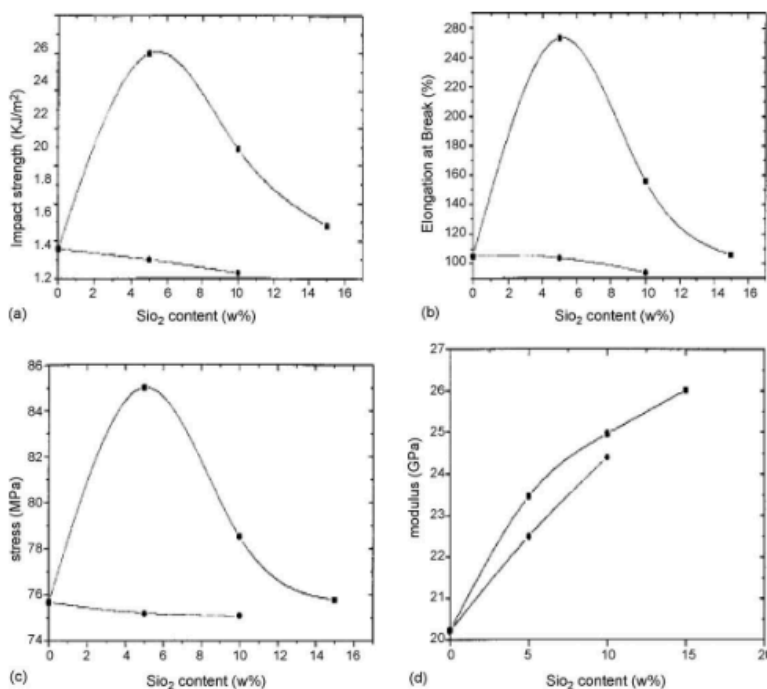 26
24
22
20
1.8
1.6
1.4
1.2
Impact strength (KJ/m²)
0 2 4 6 8 10 12 14 16
(a) Sio₂ content (w%)
280
260
240
220
200
180
160
140
120
100
Elongation at Break (%)
0 2 4 6 8 10 12 14 16
(b) Sio₂ content (w%)
86
84
82
80
78
76
74
stress (MPa)
0 2 4 6 8 10 12 14 16
(c) Sio₂ content (w%)
27
26
25
24
23
22
21
20
modulus (GPa)
0 5 10 15 20
(d) Sio₂ content (w%)